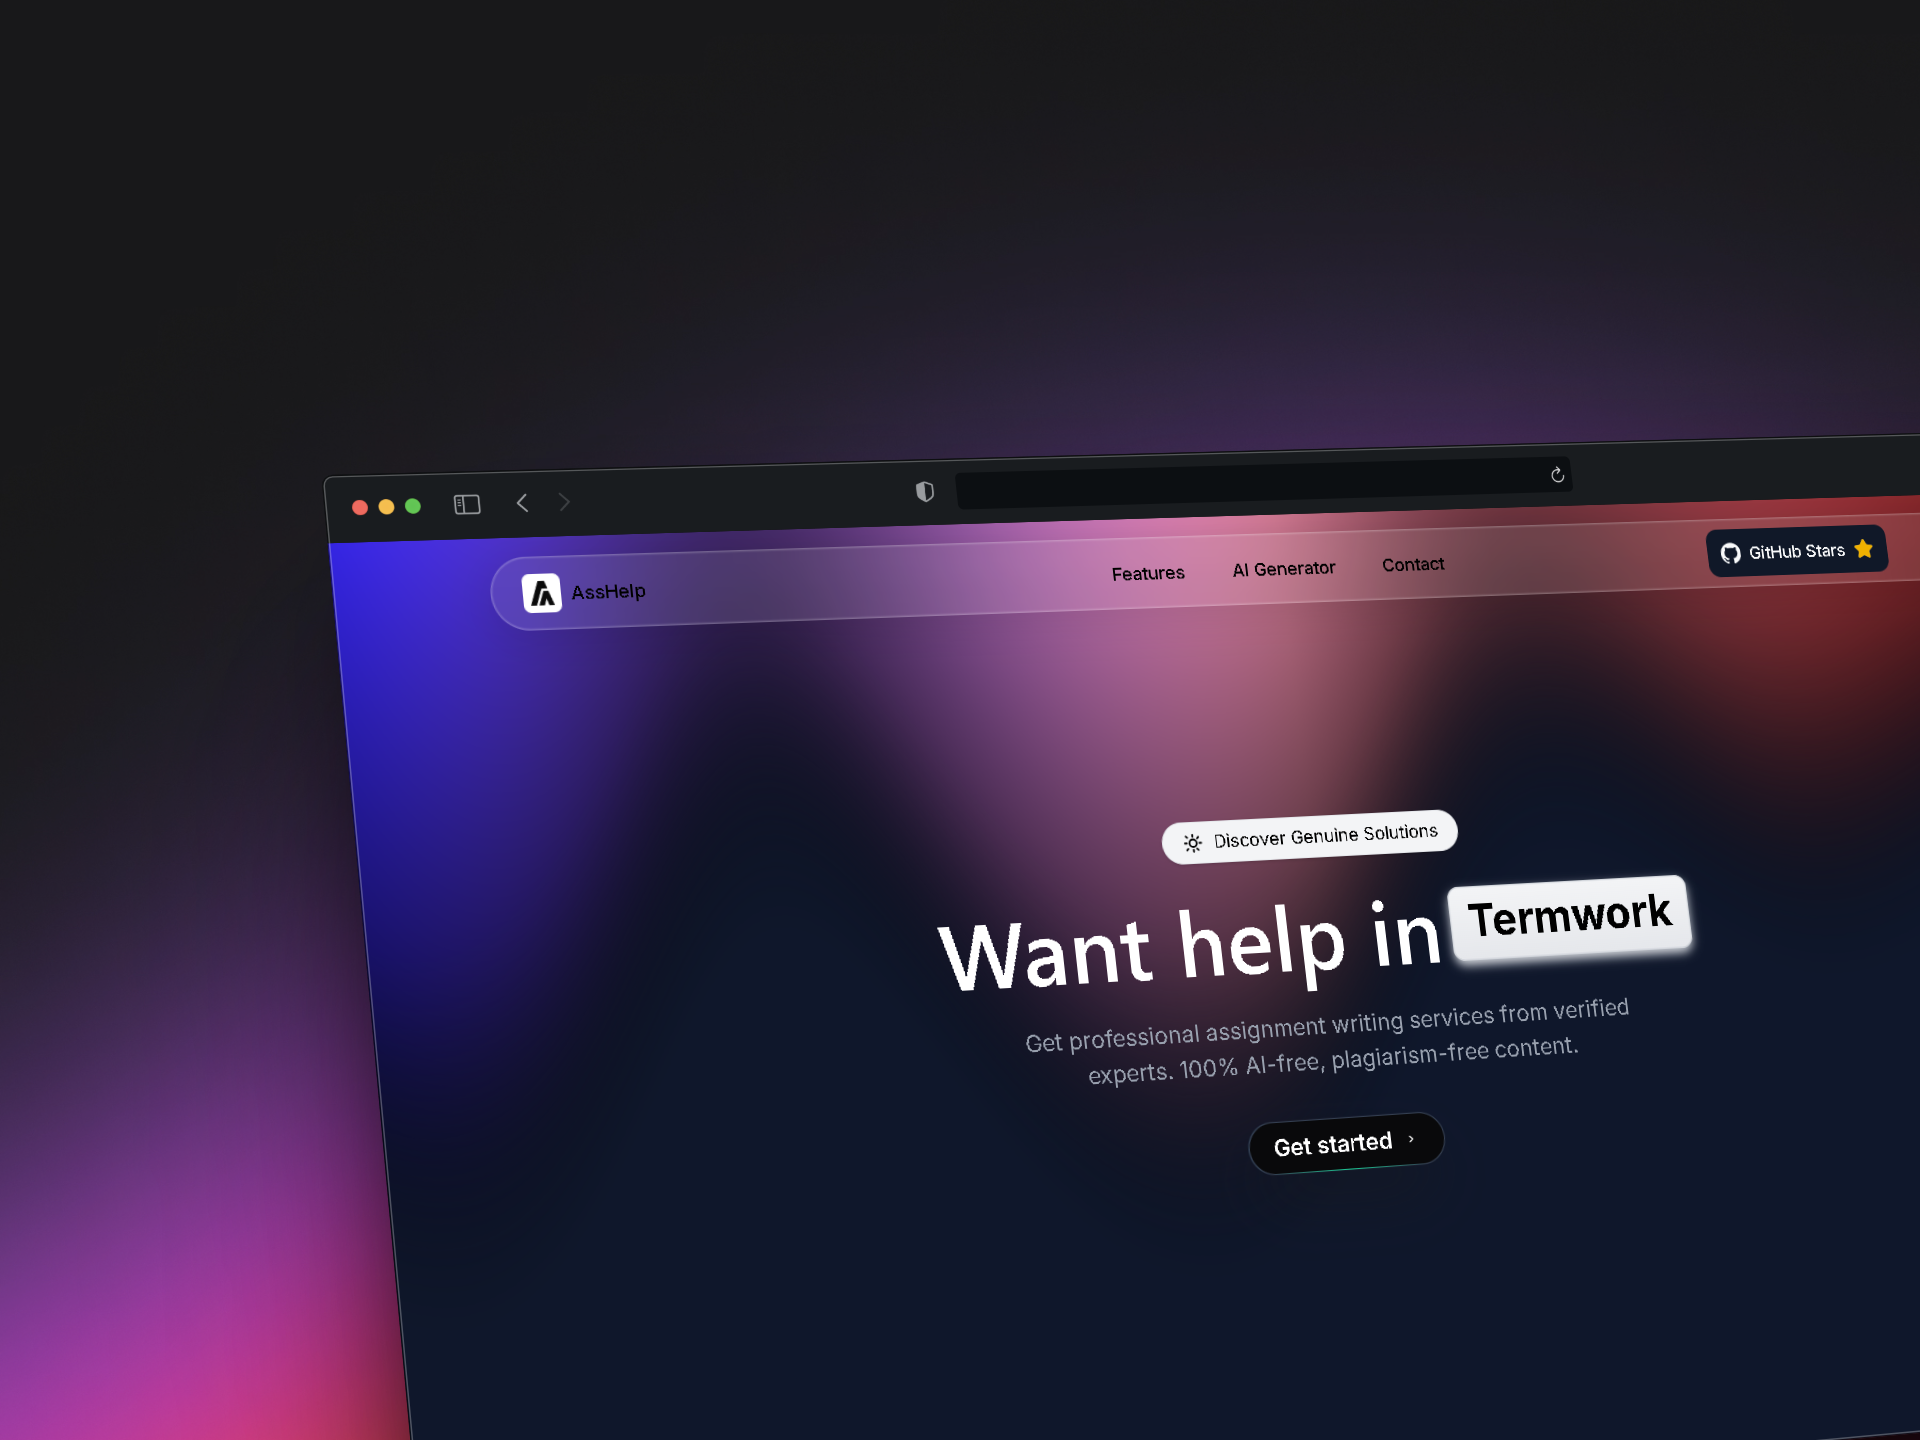 AssHelp
Features
AI Generator
Contact
GitHub Stars
Discover Genuine Solutions
Want help in Termwork
Get professional assignment writing services from verified
experts. 100% AI-free, plagiarism-free content.
Get started